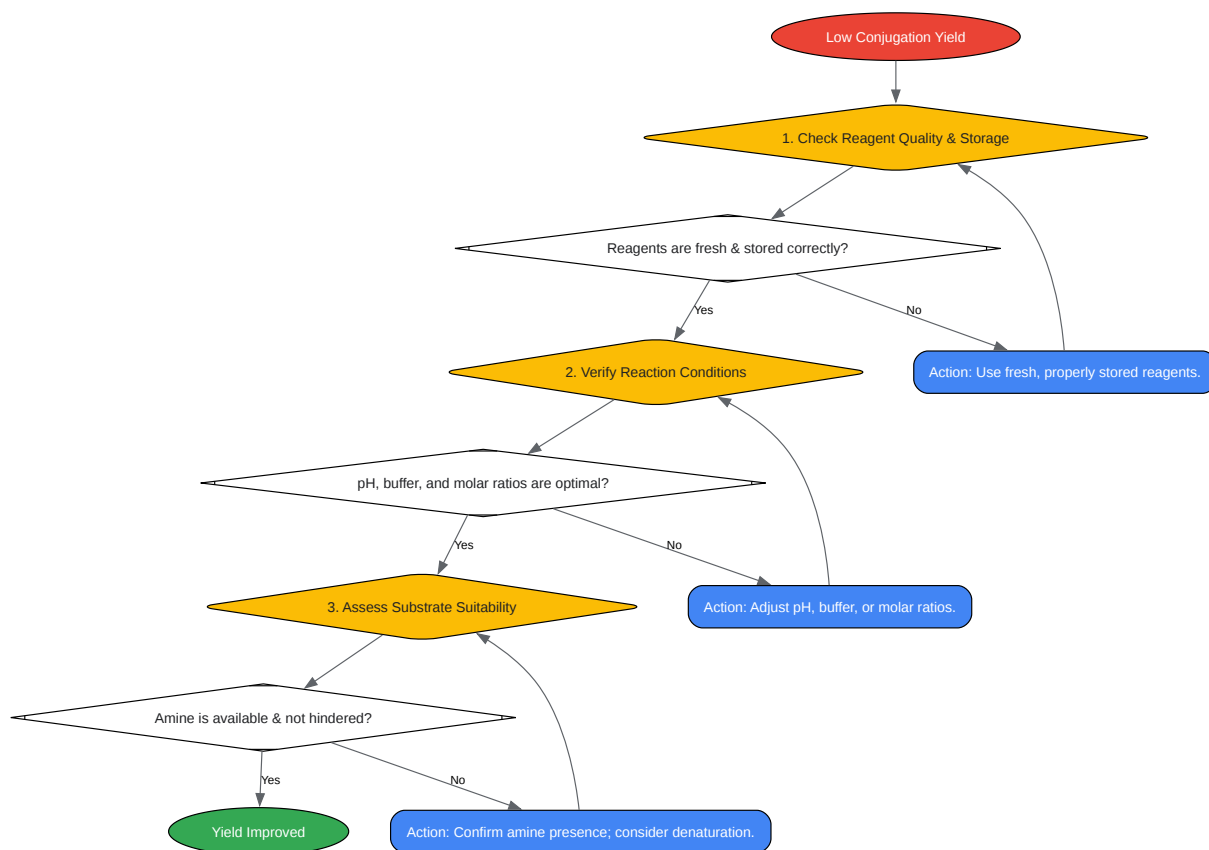 Low Conjugation Yield
1. Check Reagent Quality & Storage
Reagents are fresh & stored correctly?
Yes
No
Action: Use fresh, properly stored reagents.
2. Verify Reaction Conditions
pH, buffer, and molar ratios are optimal?
Yes
No
Action: Adjust pH, buffer, or molar ratios.
3. Assess Substrate Suitability
Amine is available & not hindered?
Yes
No
Yield Improved
Action: Confirm amine presence; consider denaturation.